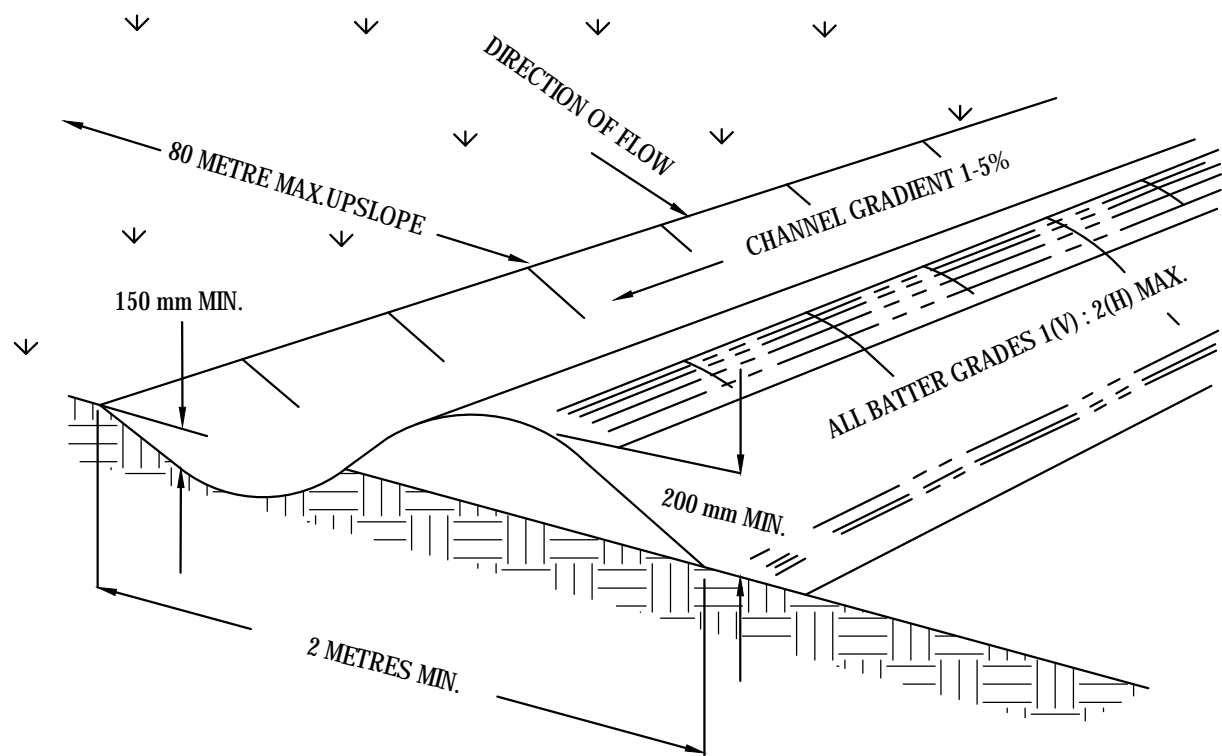 DIRECTION OF FLOW
80 METRE MAX.UPSLOPE
CHANNEL GRADIENT 1-5%
150 mm MIN.
ALL BATTER GRADES 1(V) : 2(H) MAX.
200 mm MIN.
2 METRES MIN.